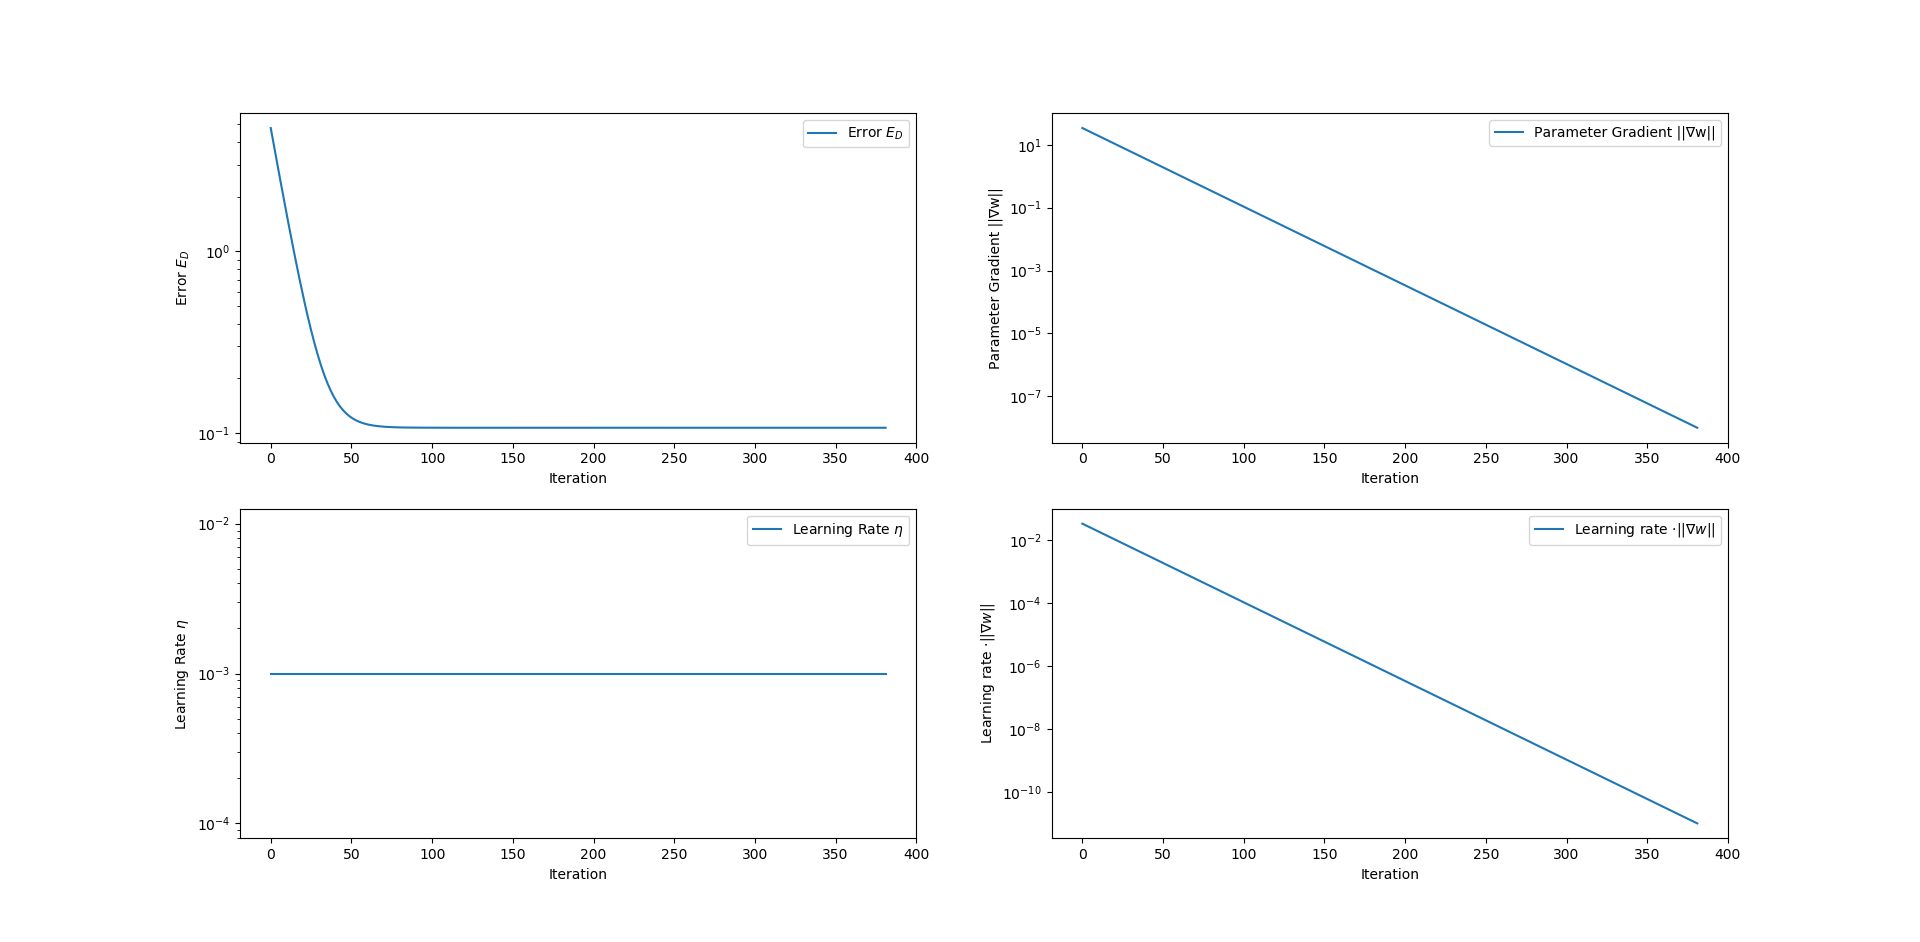 Error $E_D$
10¹
10⁰
10⁻¹
0 50 100 150 200 250 300 350 400
Iteration
Error $E_D$
Parameter Gradient ||∇w||
10¹
10⁻¹
10⁻³
10⁻⁵
10⁻⁷
0 50 100 150 200 250 300 350 400
Iteration
Parameter Gradient ||∇w||
Learning Rate η
10⁻²
10⁻³
10⁻⁴
0 50 100 150 200 250 300 350 400
Iteration
Learning Rate η
Learning rate ·||∇w||
10⁻²
10⁻⁴
10⁻⁶
10⁻⁸
10⁻¹⁰
0 50 100 150 200 250 300 350 400
Iteration
Learning rate ·||∇w||